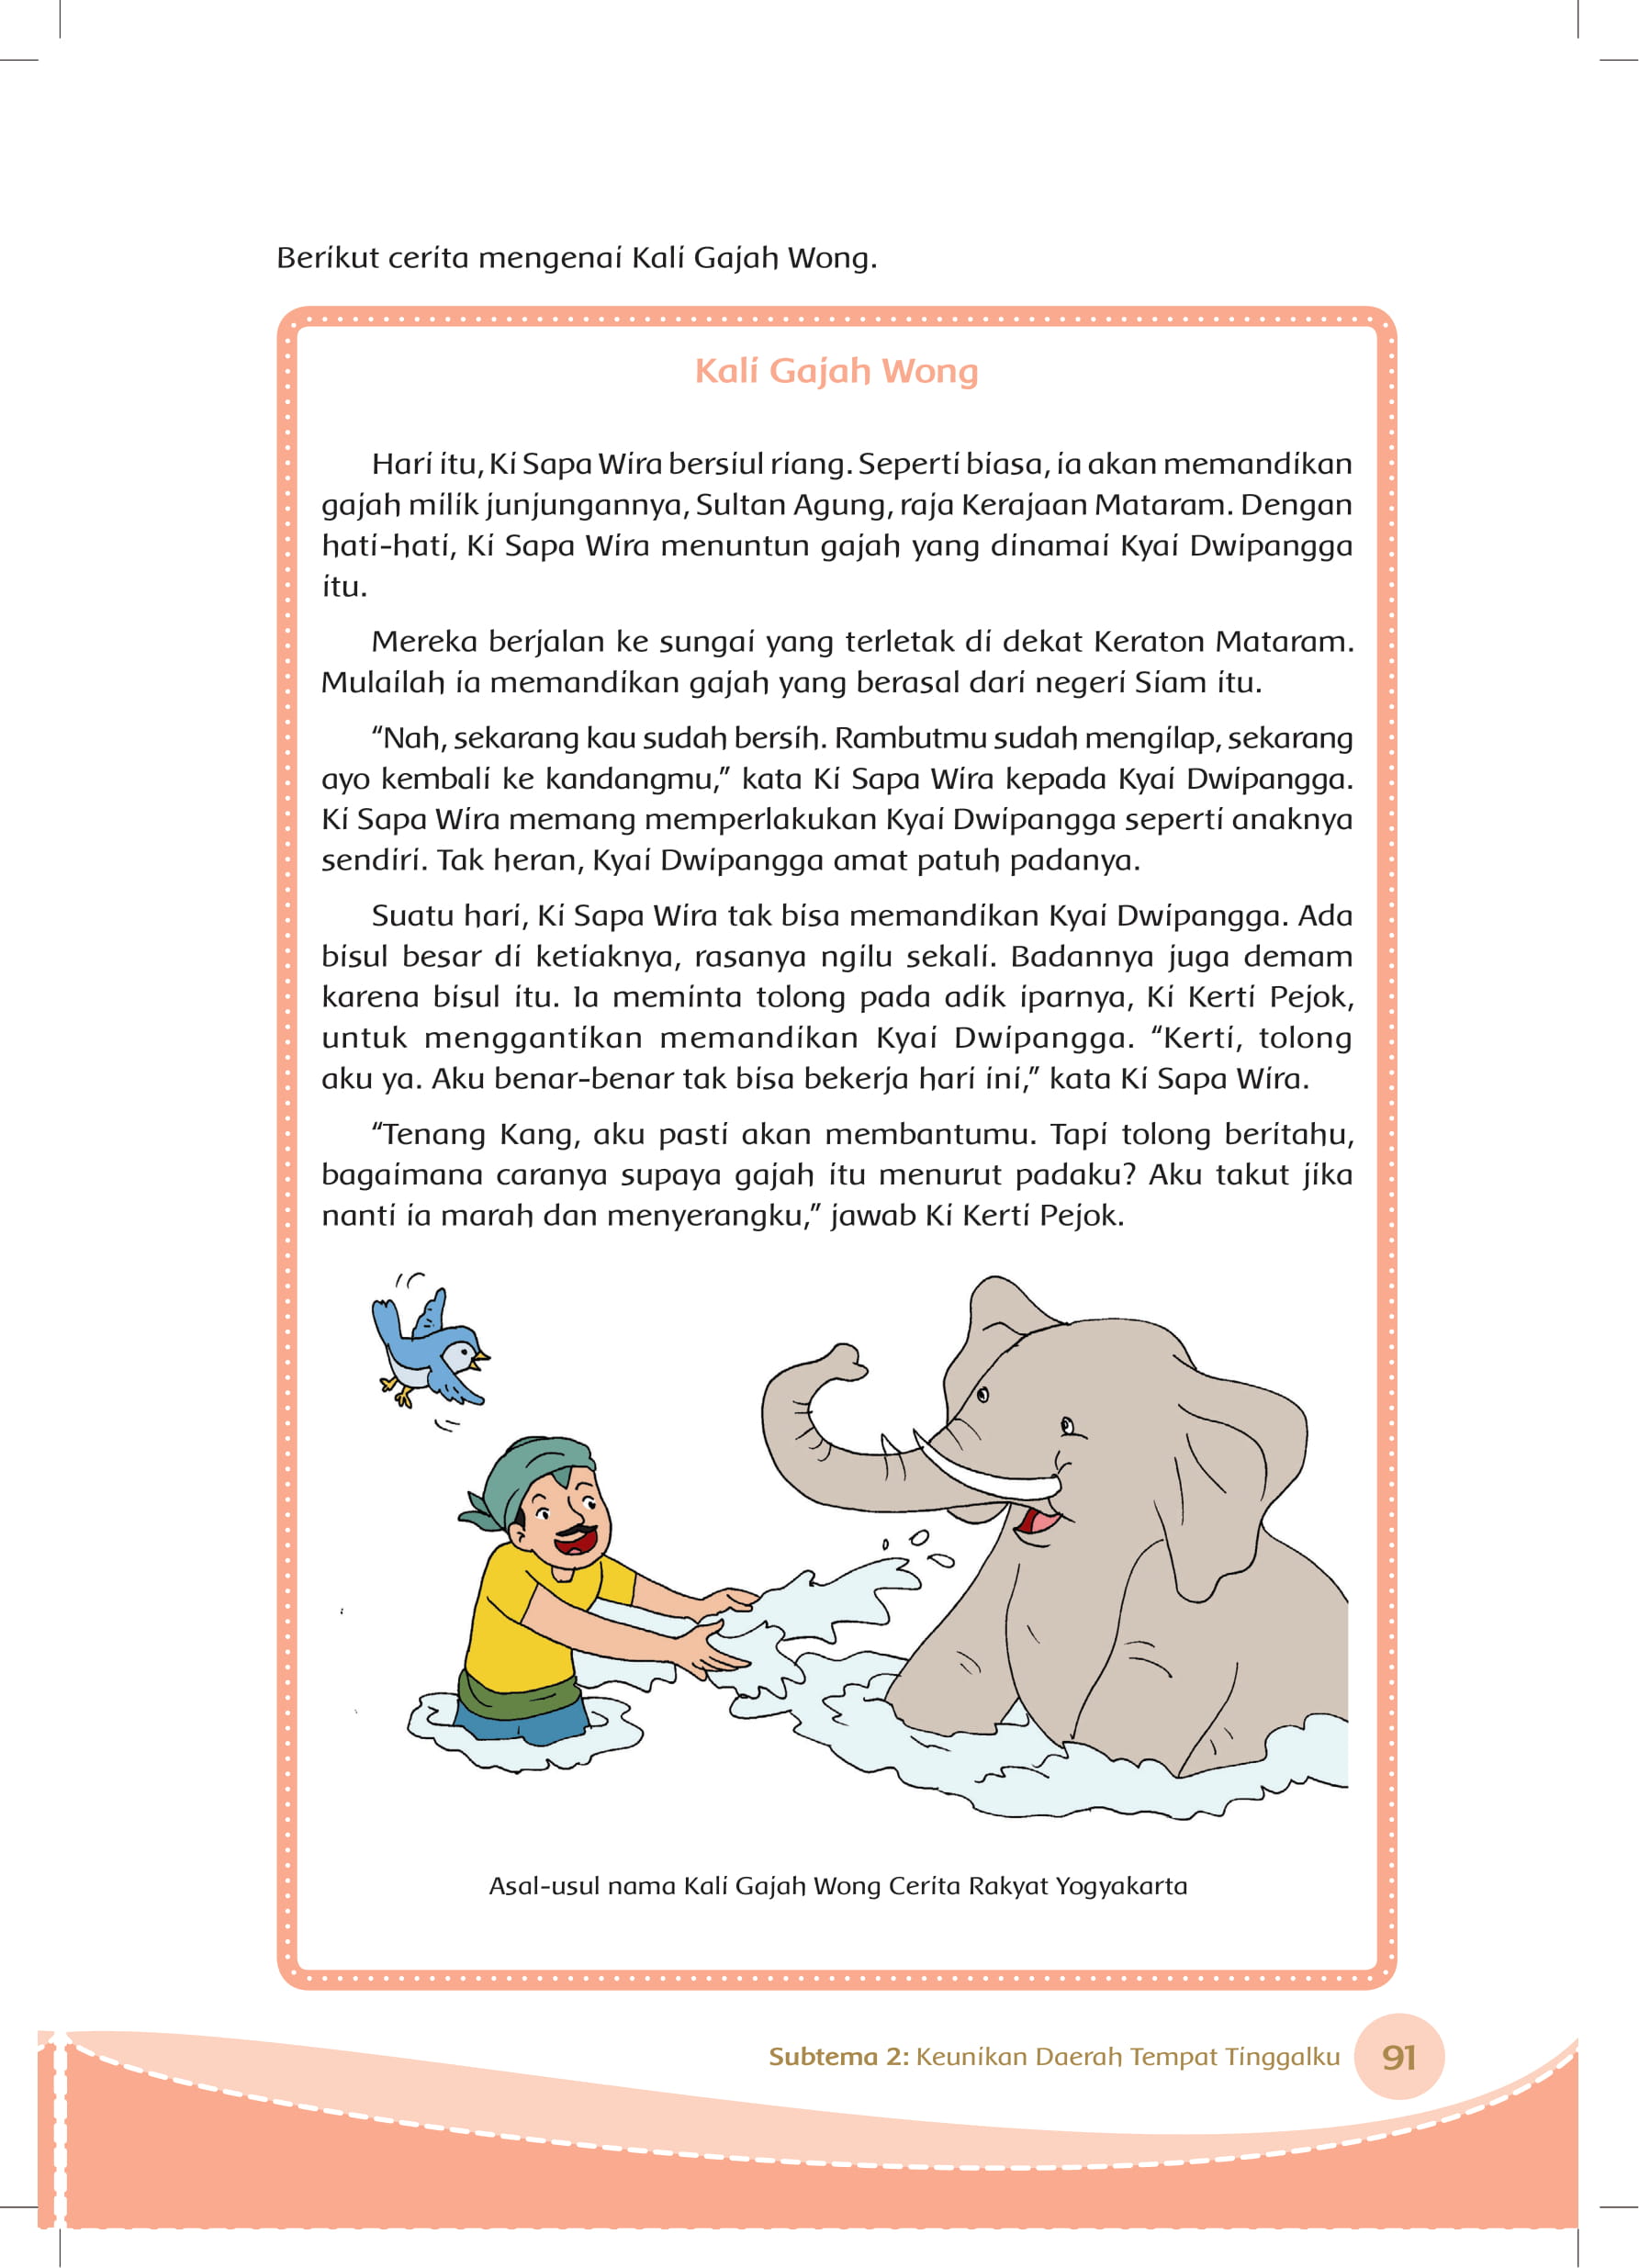 Berikut cerita mengenai Kali Gajah Wong.
Kali Gajah Wong
Hari itu, Ki Sapa Wira bersiul riang. Seperti biasa, ia akan memandikan
gajah milik junjungannya, Sultan Agung, raja Kerajaan Mataram. Dengan
hati-hati, Ki Sapa Wira menuntun gajah yang dinamai Kyai Dwipangga
itu.
Mereka berjalan ke sungai yang terletak di dekat Keraton Mataram.
Mulailah ia memandikan gajah yang berasal dari negeri Siam itu.
“Nah, sekarang kau sudah bersih. Rambutmu sudah mengilap, sekarang
ayo kembali ke kandangmu,” kata Ki Sapa Wira kepada Kyai Dwipangga.
Ki Sapa Wira memang memperlakukan Kyai Dwipangga seperti anaknya
sendiri. Tak heran, Kyai Dwipangga amat patuh padanya.
Suatu hari, Ki Sapa Wira tak bisa memandikan Kyai Dwipangga. Ada
bisul besar di ketiaknya, rasanya ngilu sekali. Badannya juga demam
karena bisul itu. Ia meminta tolong pada adik iparnya, Ki Kerti Pejok,
untuk menggantikan memandikan Kyai Dwipangga. “Kerti, tolong
aku ya. Aku benar-benar tak bisa bekerja hari ini,” kata Ki Sapa Wira.
“Tenang Kang, aku pasti akan membantumu. Tapi tolong beritahu,
bagaimana caranya supaya gajah itu menurut padaku? Aku takut jika
nanti ia marah dan menyerangku,” jawab Ki Kerti Pejok.
Asal-usul nama Kali Gajah Wong Cerita Rakyat Yogyakarta
Subtema 2: Keunikan Daerah Tempat Tinggalku 91